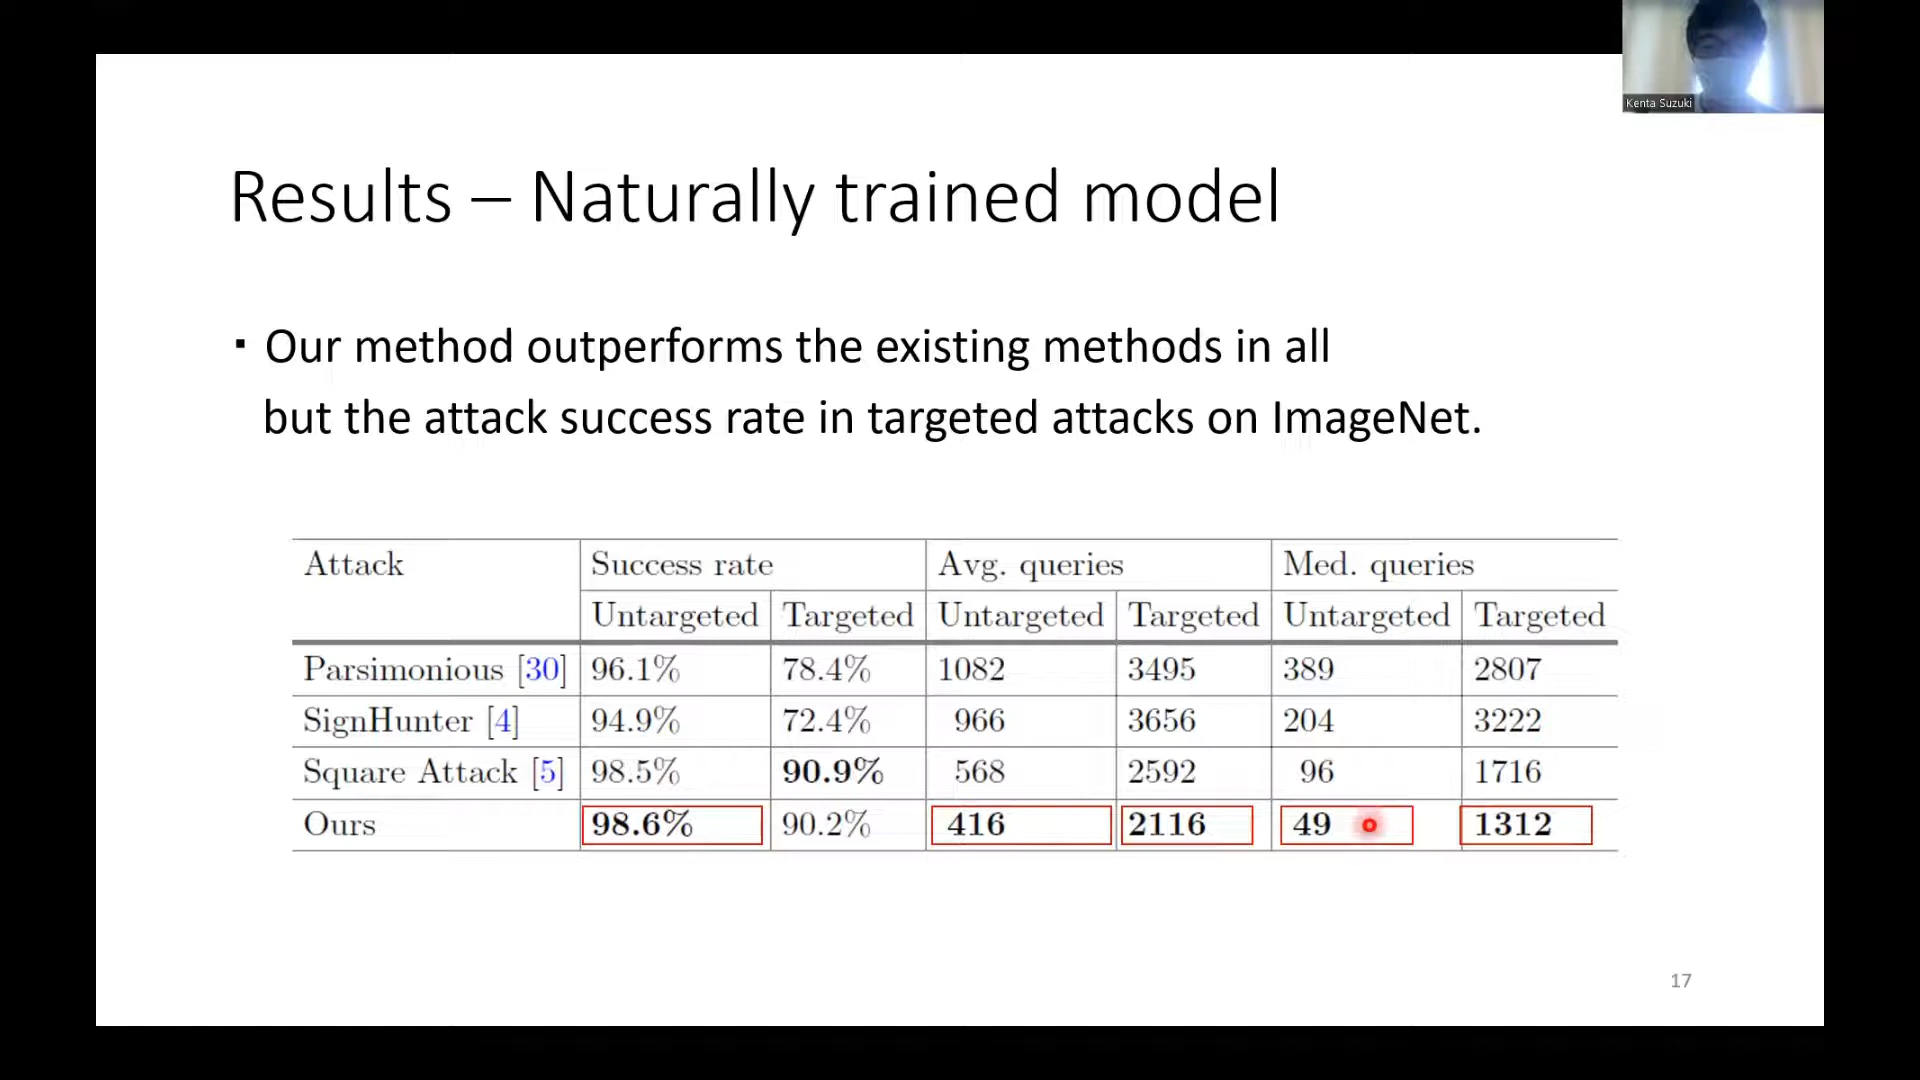 Kenta Suzuki
Results – Naturally trained model
▪ Our method outperforms the existing methods in all
but the attack success rate in targeted attacks on ImageNet.
Attack Success rate Avg. queries Med. queries
Untargeted Targeted Untargeted Targeted Untargeted Targeted
Parsimonious [30] 96.1% 78.4% 1082 3495 389 2807
SignHunter [4] 94.9% 72.4% 966 3656 204 3222
Square Attack [5] 98.5% 90.9% 568 2592 96 1716
Ours 98.6% 90.2% 416 2116 49 1312
17